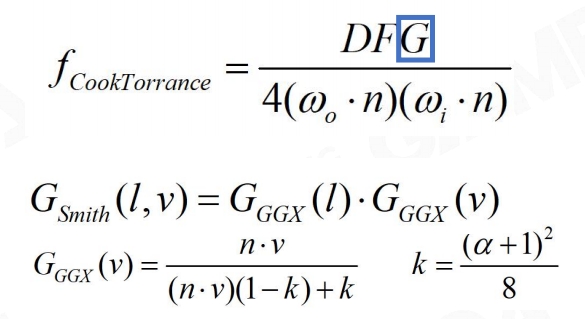 f_CookTorrance = DFG / 4(ω_o · n)(ω_i · n)
G_Smith(l, v) = G_GGX(l) · G_GGX(v)
G_GGX(v) = n · v / (n · v)(1 − k) + k    k = (α + 1)² / 8